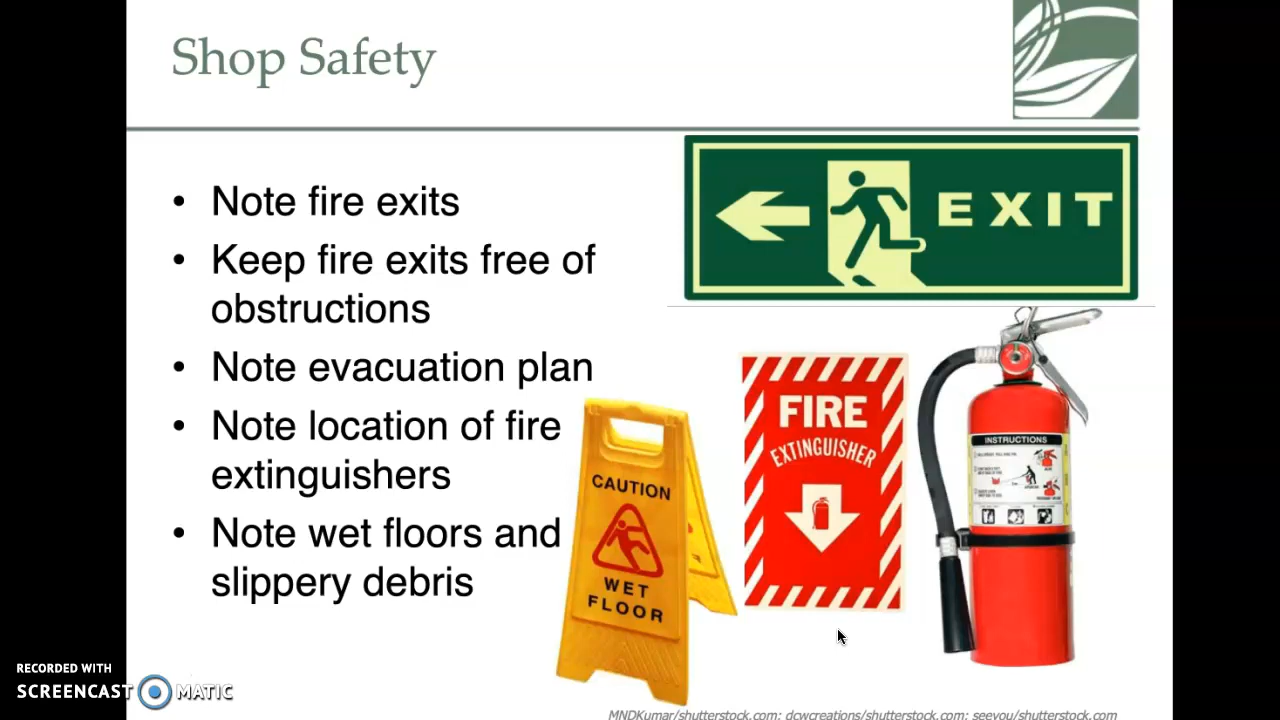 Shop Safety
• Note fire exits
• Keep fire exits free of
obstructions
• Note evacuation plan
• Note location of fire
extinguishers
• Note wet floors and
slippery debris
EXIT
FIRE
EXTINGUISHER
INSTRUCTIONS
CAUTION
WET
FLOOR
RECORDED WITH
SCREENCAST MATIC
MNDKumar/shutterstock.com; dcwcreations/shutterstock.com; seeyou/shutterstock.com